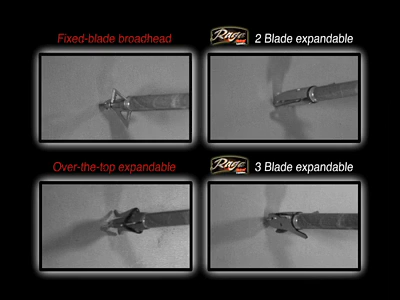 Fixed-blade broadhead
Rage 2 Blade expandable
Over-the-top expandable
Rage 3 Blade expandable